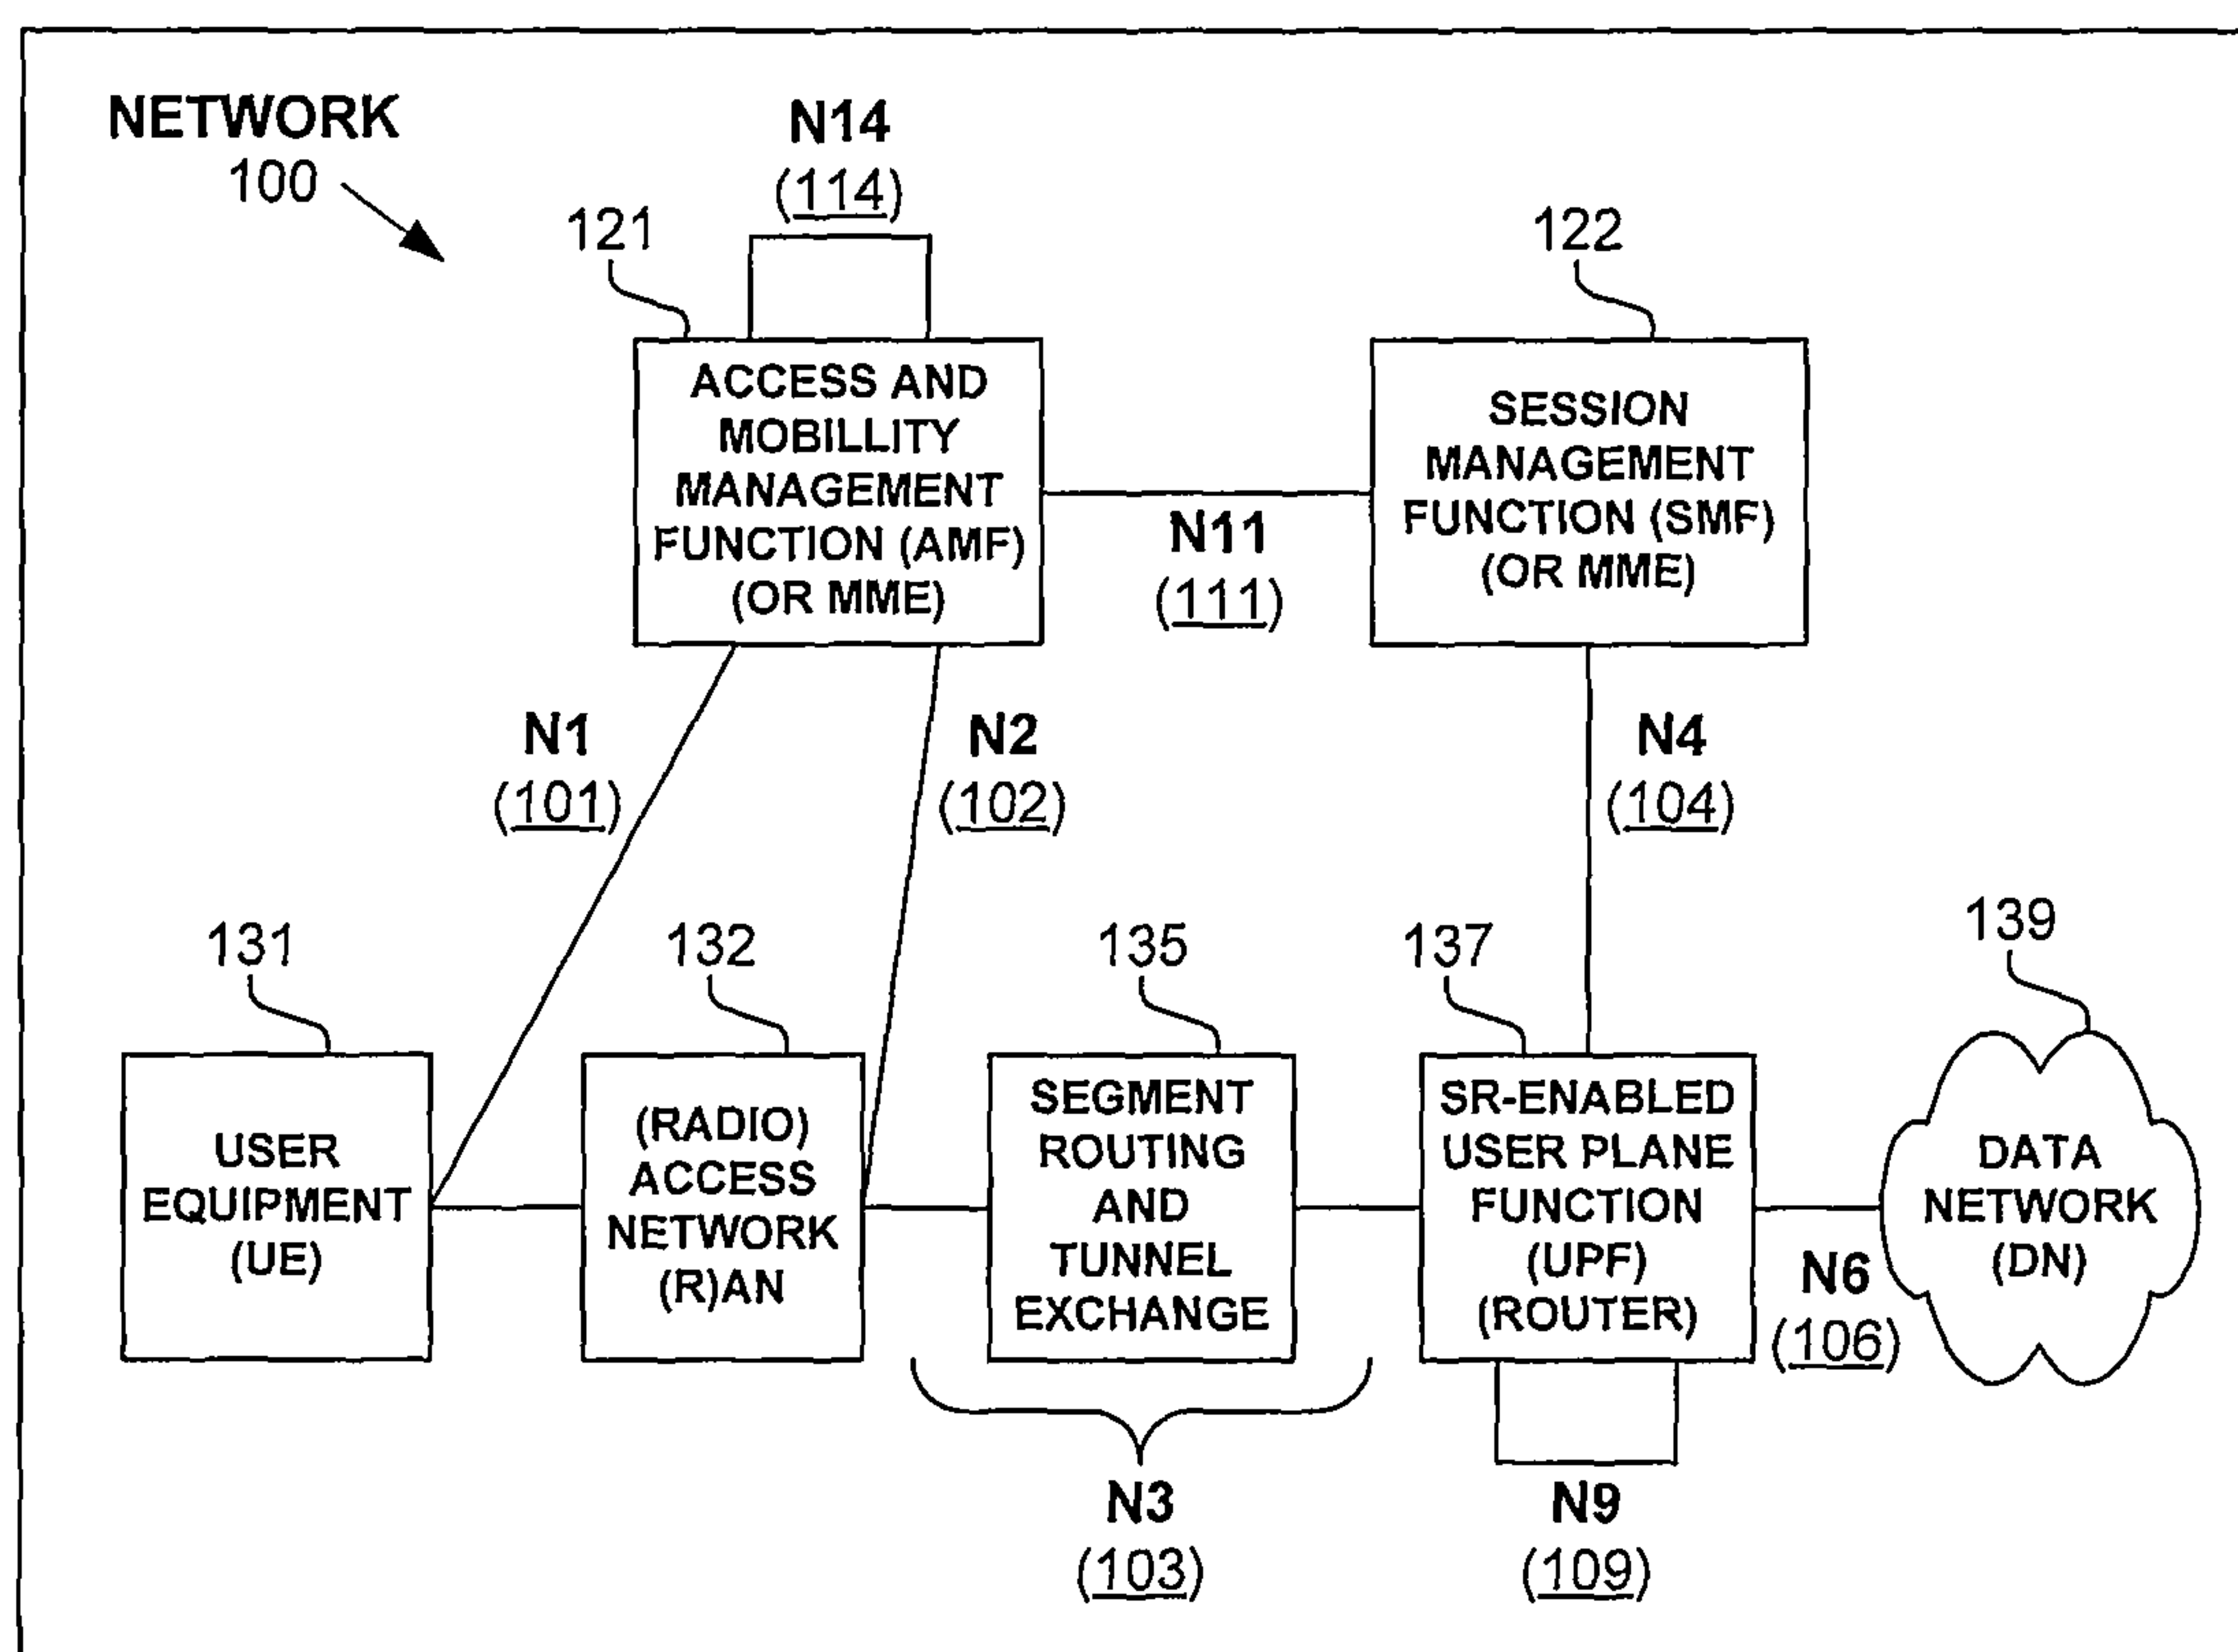 NETWORK
100
N14
(114)
121
122
ACCESS AND
MOBILLITY
MANAGEMENT
FUNCTION (AMF)
(OR MME)
SESSION
MANAGEMENT
FUNCTION (SMF)
(OR MME)
N11
(111)
N1
(101)
N2
(102)
N4
(104)
131
132
135
137
139
USER
EQUIPMENT
(UE)
(RADIO)
ACCESS
NETWORK
(R)AN
SEGMENT
ROUTING
AND
TUNNEL
EXCHANGE
SR-ENABLED
USER PLANE
FUNCTION
(UPF)
(ROUTER)
DATA
NETWORK
(DN)
N6
(106)
N3
(103)
N9
(109)